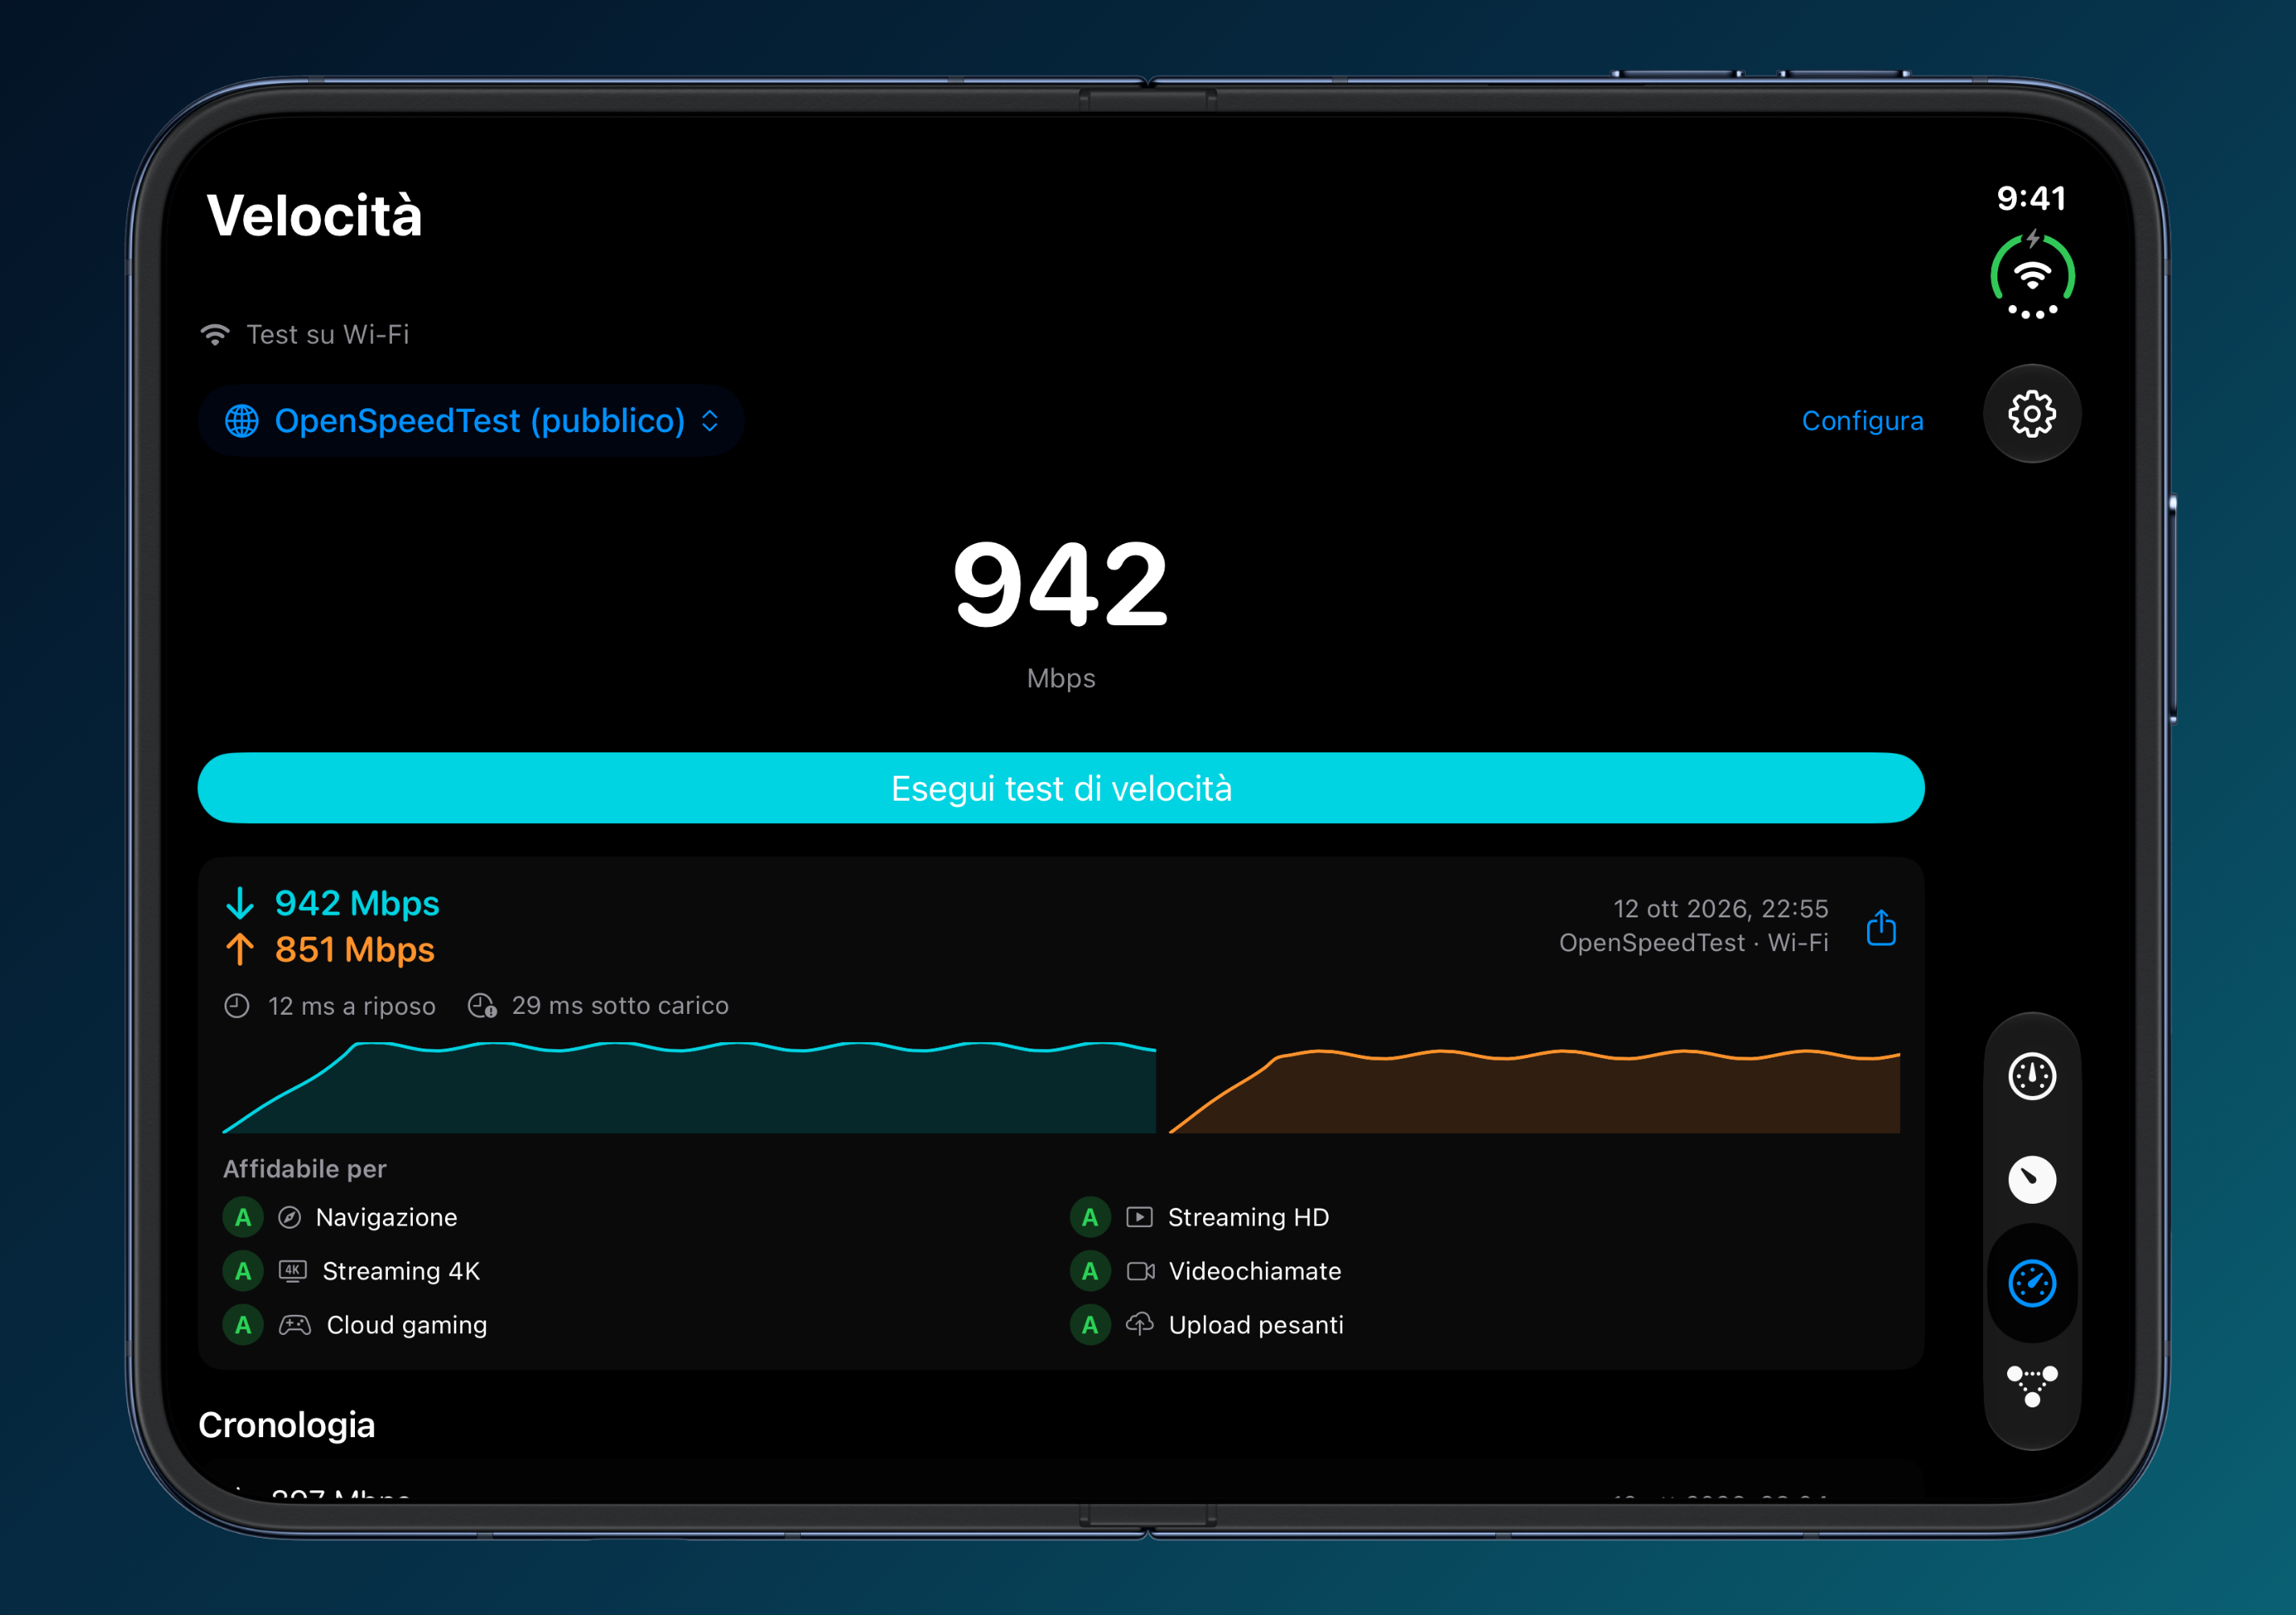 Velocità
9:41
Test su Wi-Fi
OpenSpeedTest (pubblico)
Configura
942
Mbps
Esegui test di velocità
942 Mbps
851 Mbps
12 ott 2026, 22:55
OpenSpeedTest · Wi-Fi
12 ms a riposo
29 ms sotto carico
Affidabile per
A Navigazione
A Streaming HD
A 4K Streaming 4K
A Videochiamate
A Cloud gaming
A Upload pesanti
Cronologia